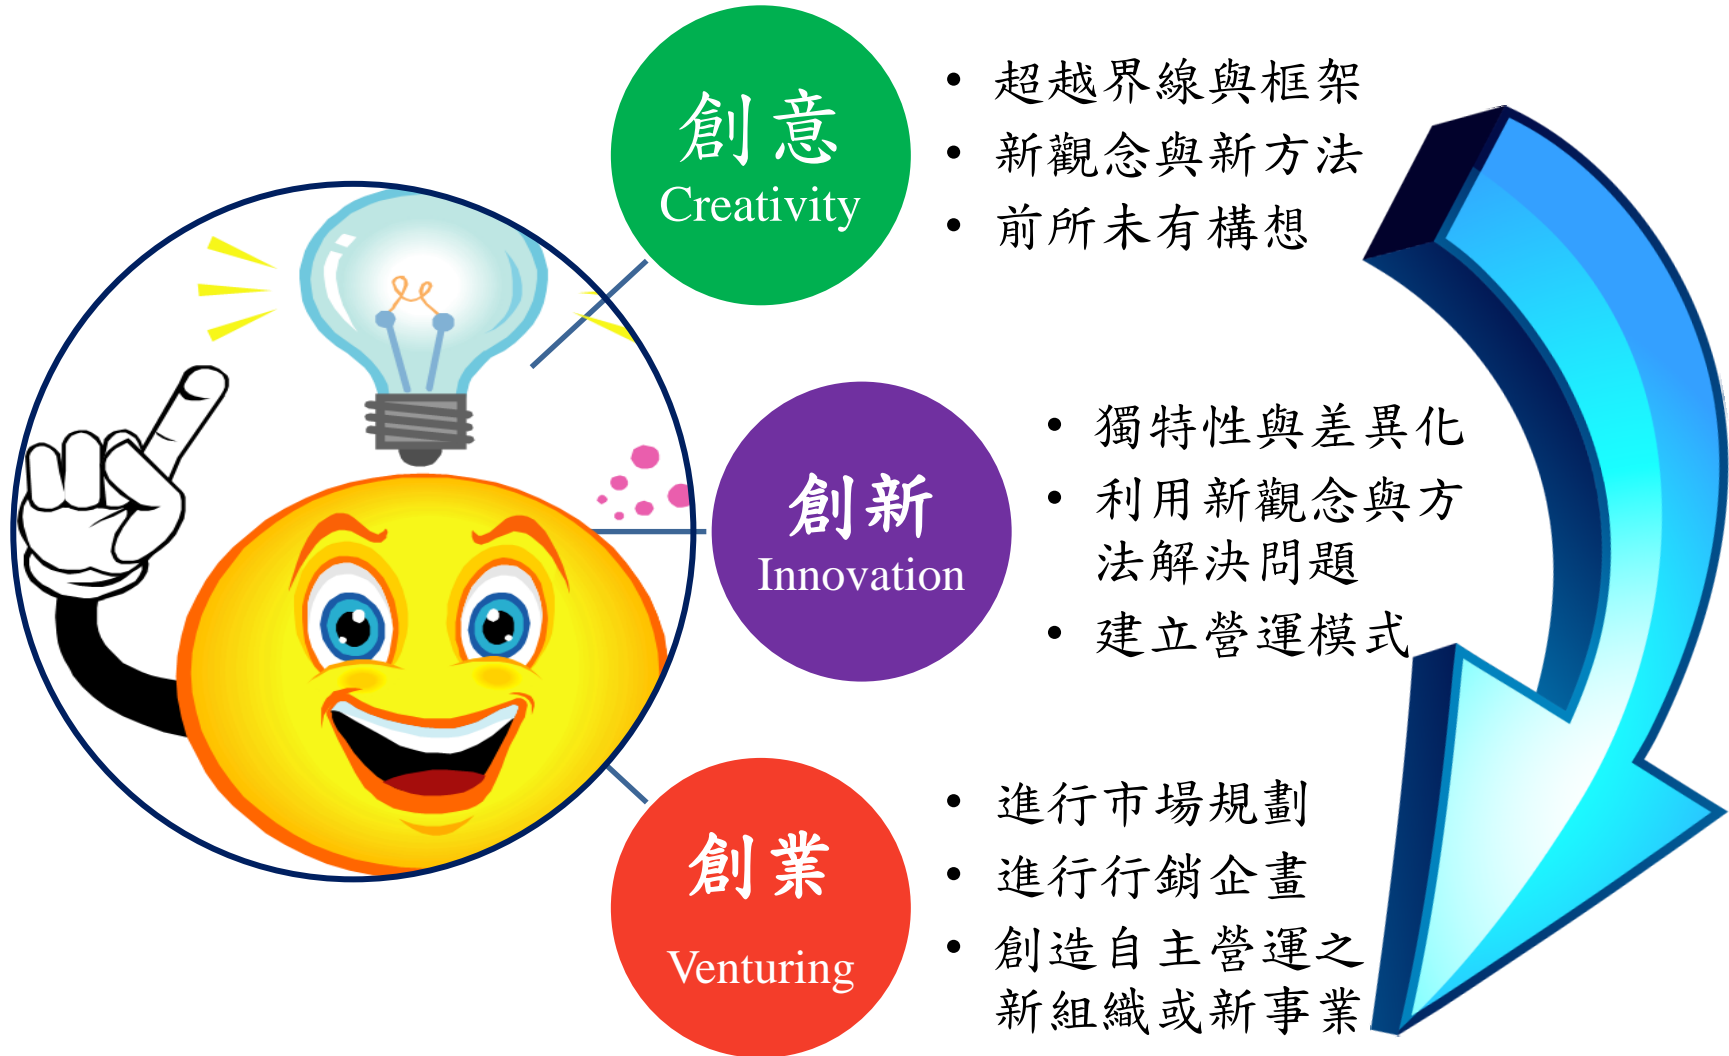 創意
Creativity
• 超越界線與框架
• 新觀念與新方法
• 前所未有構想
創新
Innovation
• 獨特性與差異化
• 利用新觀念與方
法解決問題
• 建立營運模式
創業
Venturing
• 進行市場規劃
• 進行行銷企畫
• 創造自主營運之
新組織或新事業